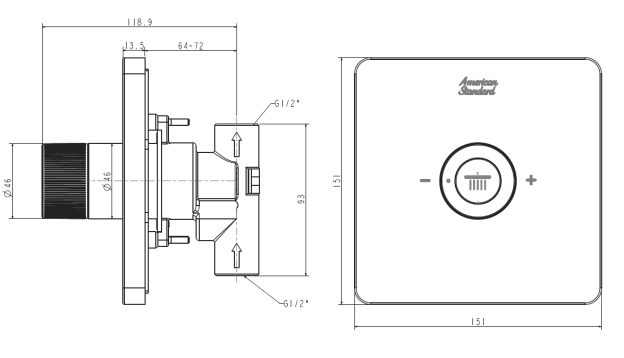 118.9
13.5
64~72
G1/2"
Ø46
Ø46
93
G1/2"
American
Standard
151
− +
151